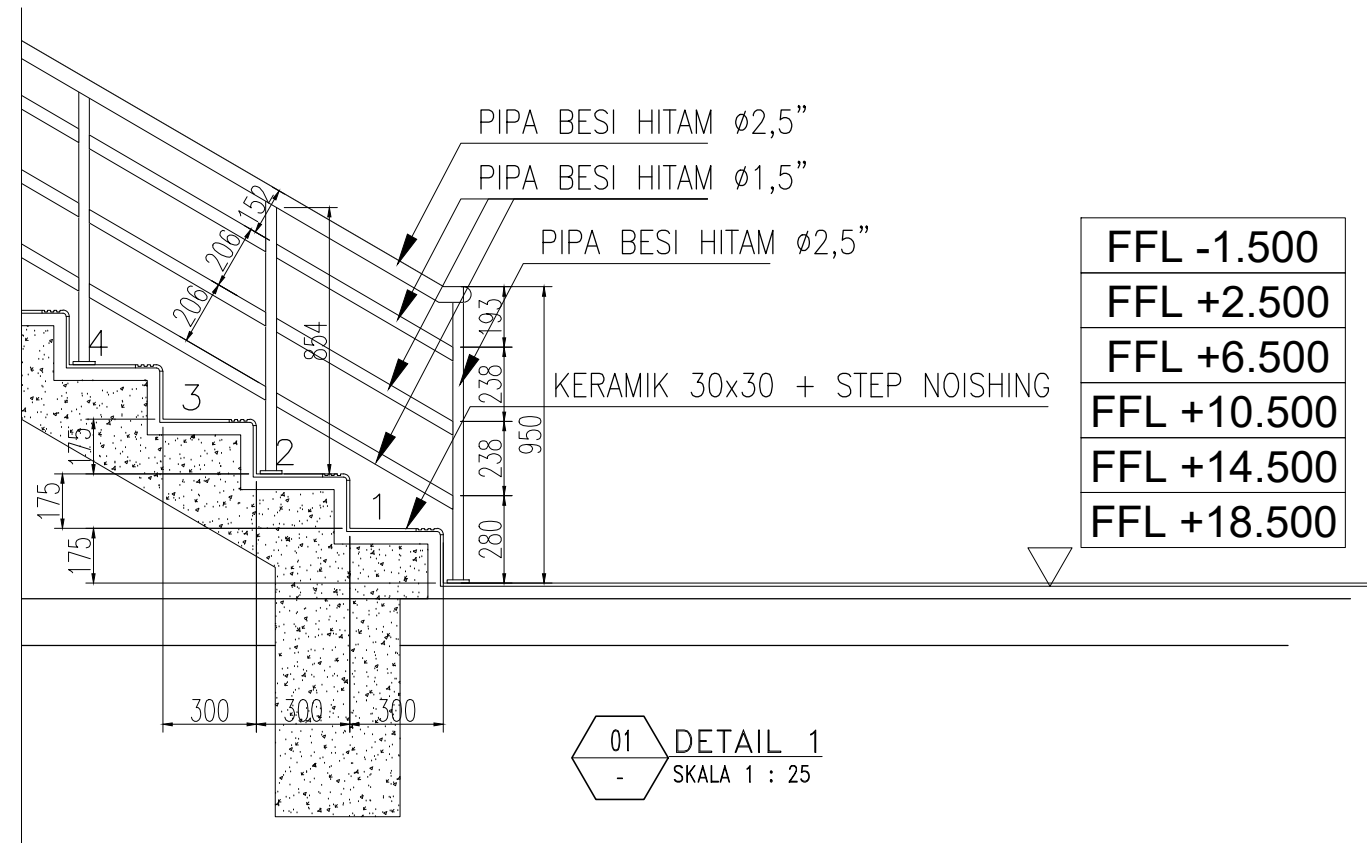 PIPA BESI HITAM ø2,5”
PIPA BESI HITAM ø1,5”
PIPA BESI HITAM ø2,5”
KERAMIK 30x30 + STEP NOISHING
152
206
206
854
193
238
238
280
950
4
3
2
1
175
175
175
300
300
300
FFL -1.500
FFL +2.500
FFL +6.500
FFL +10.500
FFL +14.500
FFL +18.500
01
-
DETAIL 1
SKALA 1 : 25